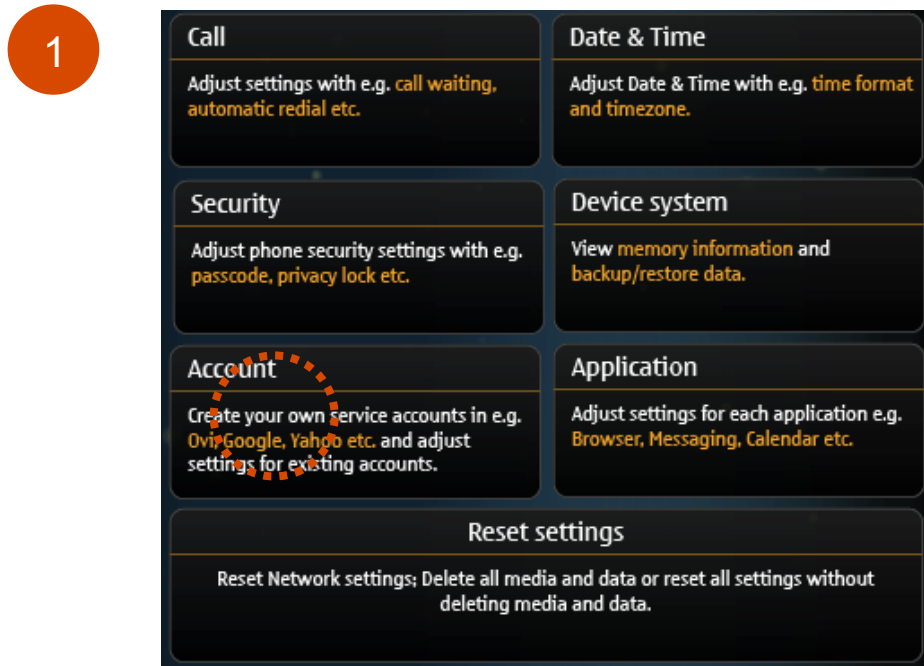 1
Call
Adjust settings with e.g. call waiting,
automatic redial etc.
Date & Time
Adjust Date & Time with e.g. time format
and timezone.
Security
Adjust phone security settings with e.g.
passcode, privacy lock etc.
Device system
View memory information and
backup/restore data.
Account
Create your own service accounts in e.g.
Ovi, Google, Yahoo etc. and adjust
settings for existing accounts.
Application
Adjust settings for each application e.g.
Browser, Messaging, Calendar etc.
Reset settings
Reset Network settings; Delete all media and data or reset all settings without
deleting media and data.